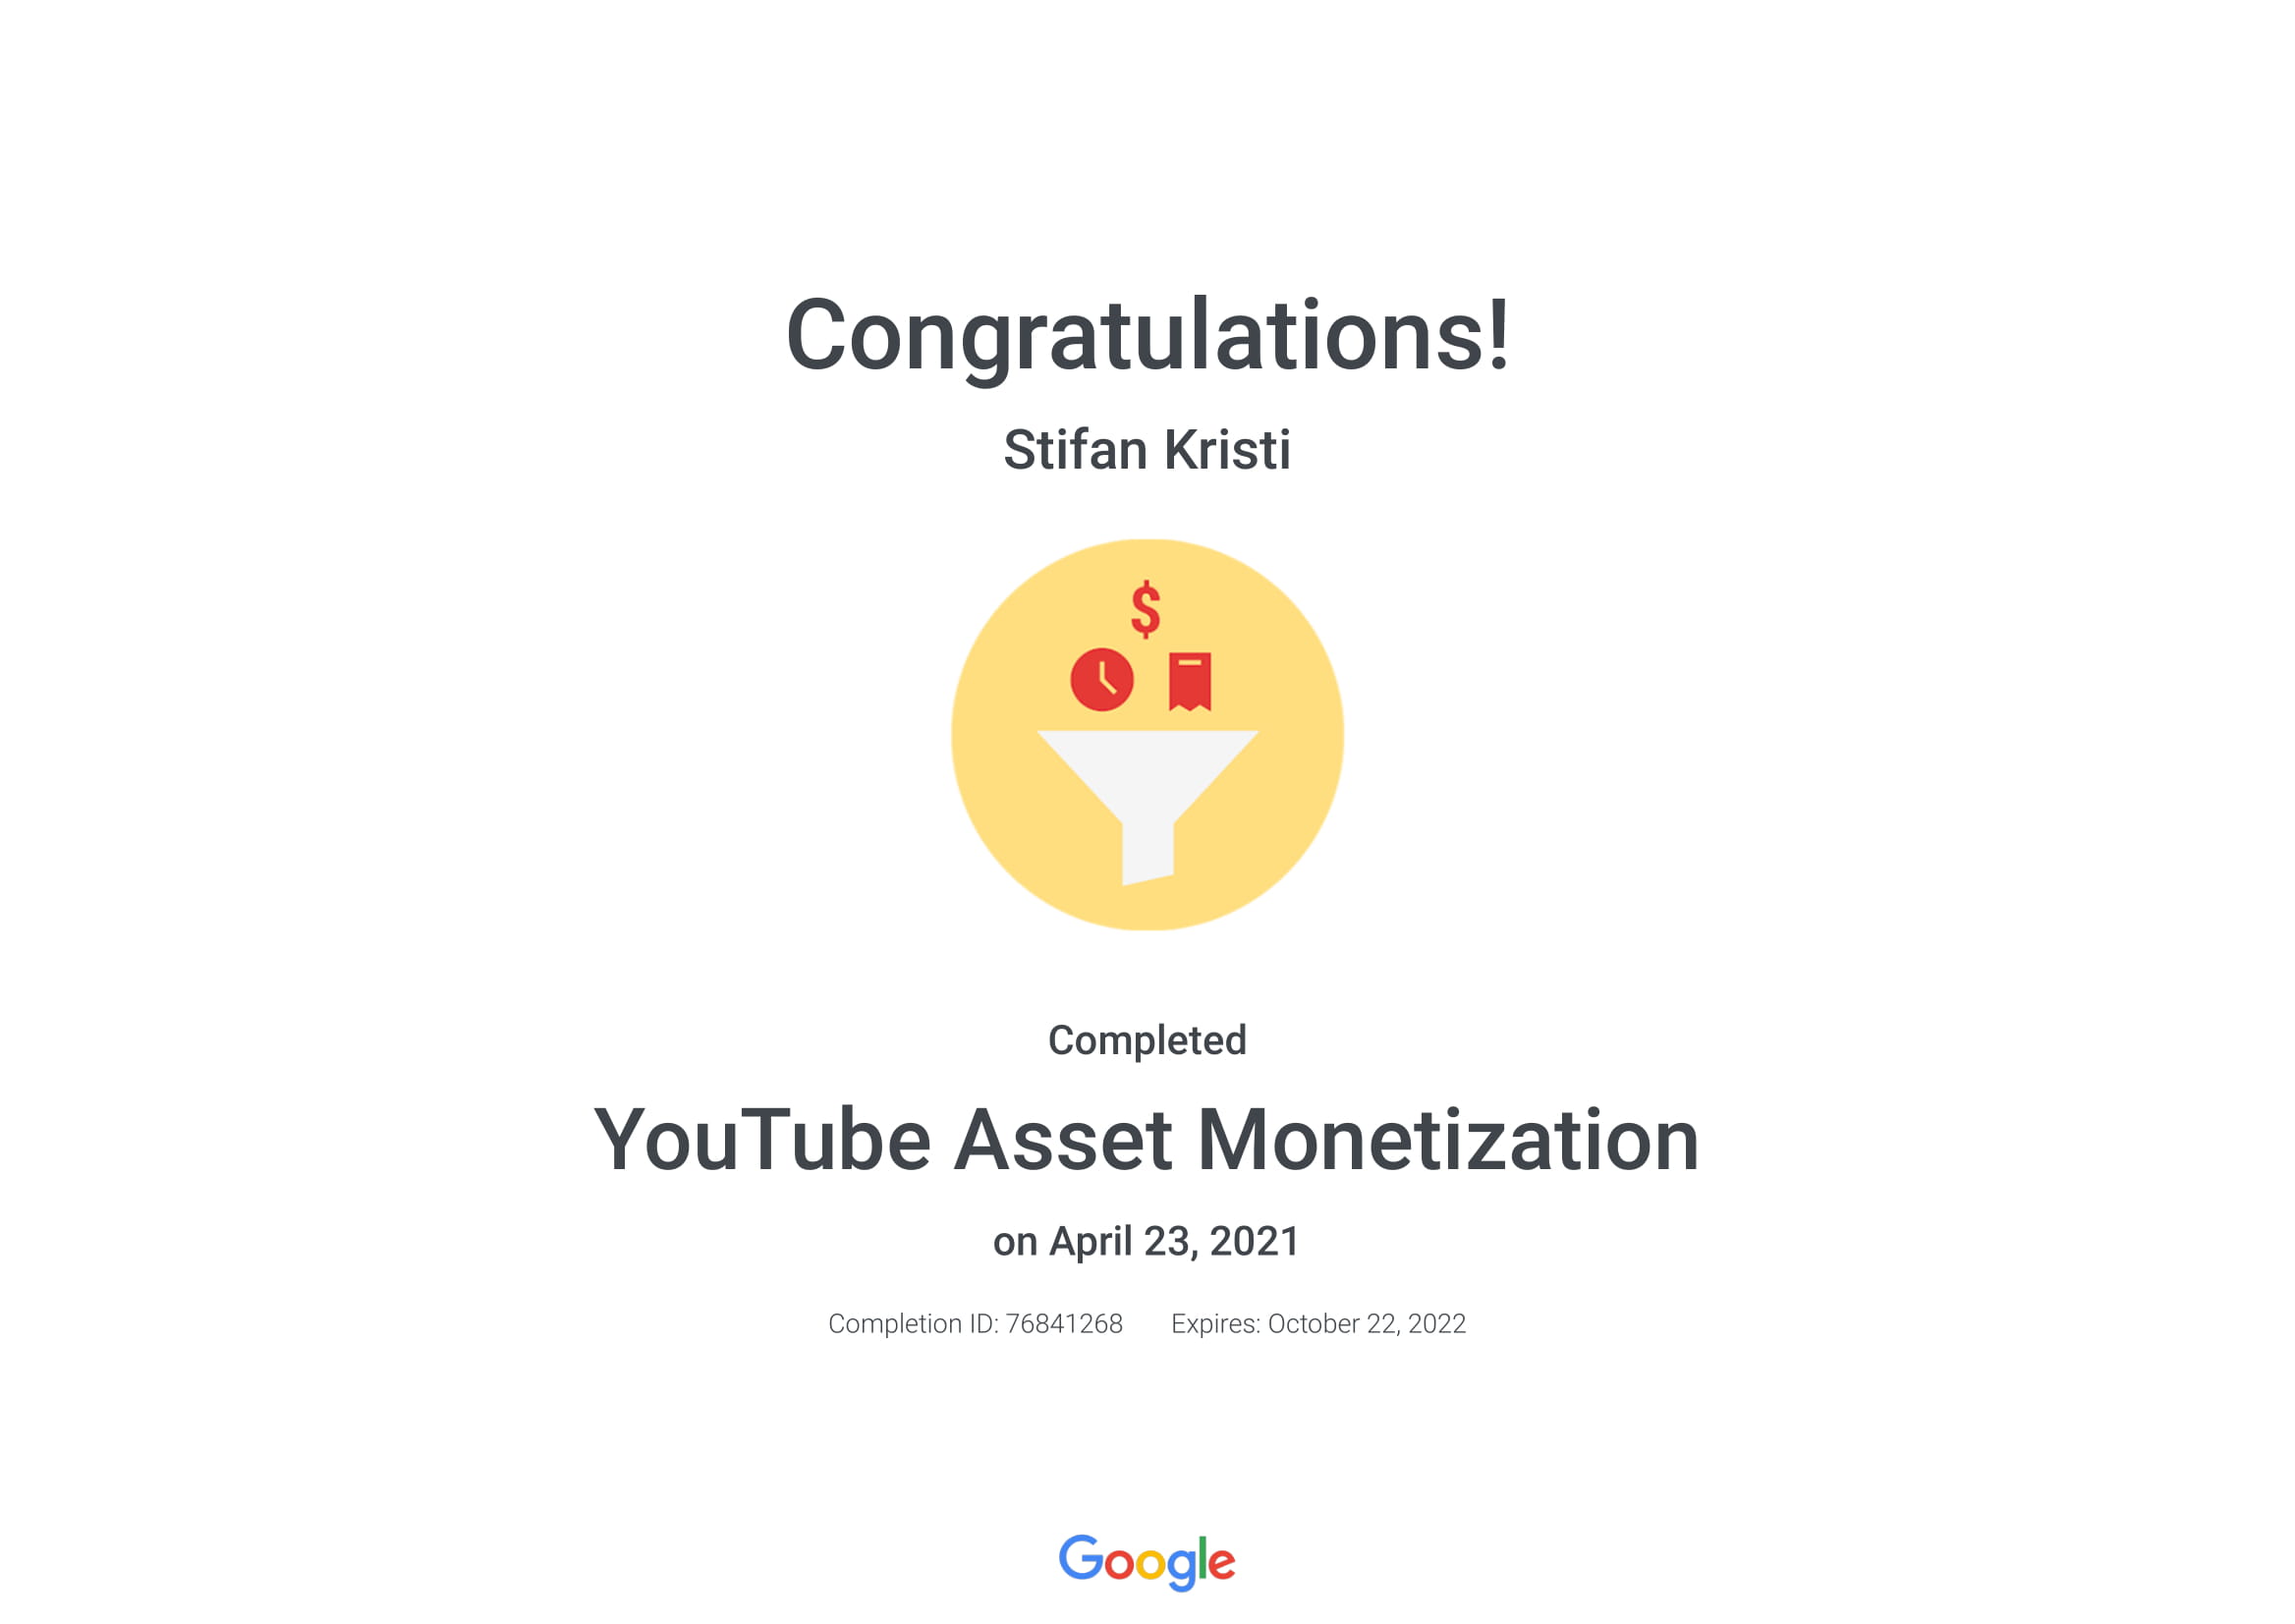 Congratulations!
Stifan Kristi
$
Completed
YouTube Asset Monetization
on April 23, 2021
Completion ID: 76841268 Expires: October 22, 2022
Google